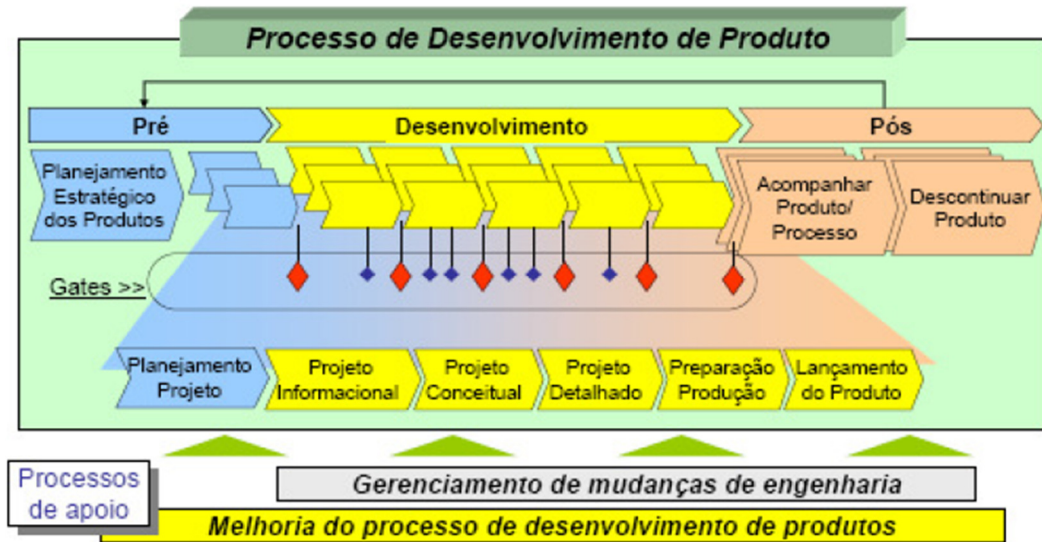 Processo de Desenvolvimento de Produto
Pré
Desenvolvimento
Pós
Planejamento
Estratégico
dos Produtos
Acompanhar
Produto/
Processo
Descontinuar
Produto
Gates >>
Planejamento
Projeto
Projeto
Informacional
Projeto
Conceitual
Projeto
Detalhado
Preparação
Produção
Lançamento
do Produto
Processos
de apoio
Gerenciamento de mudanças de engenharia
Melhoria do processo de desenvolvimento de produtos